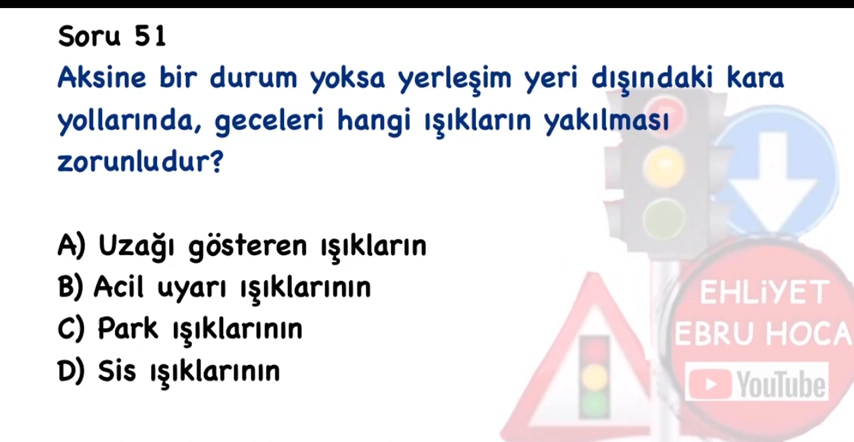 Soru 51
Aksine bir durum yoksa yerleşim yeri dışındaki kara
yollarında, geceleri hangi ışıkların yakılması
zorunludur?
A) Uzağı gösteren ışıkların
B) Acil uyarı ışıklarının
C) Park ışıklarının
D) Sis ışıklarının
EHLİYET
EBRU HOCA
YouTube